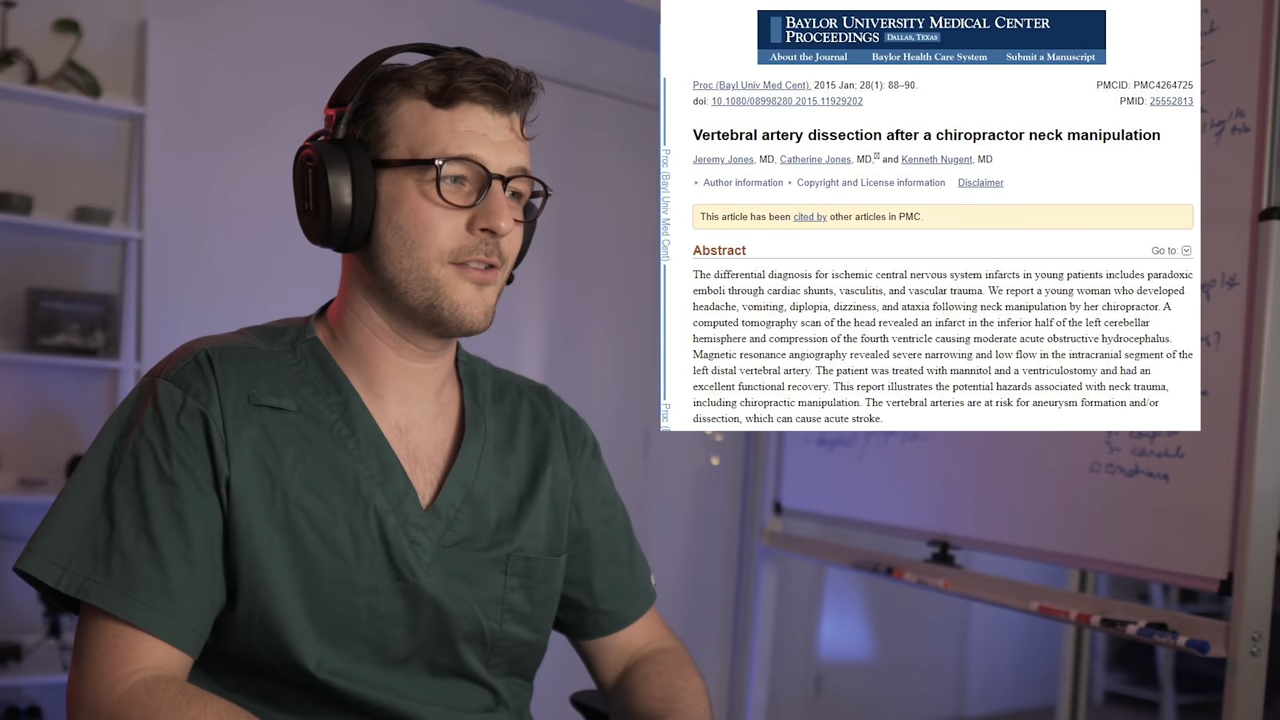 BAYLOR UNIVERSITY MEDICAL CENTER
PROCEEDINGS DALLAS, TEXAS
About the Journal Baylor Health Care System Submit a Manuscript
Proc (Bayl Univ Med Cent). 2015 Jan; 28(1): 88–90. PMCID: PMC4264725
doi: 10.1080/08998280.2015.11929202 PMID: 25552813
Vertebral artery dissection after a chiropractor neck manipulation
Jeremy Jones, MD, Catherine Jones, MD, and Kenneth Nugent, MD
Author information Copyright and License information Disclaimer
This article has been cited by other articles in PMC.
Abstract Go to:
The differential diagnosis for ischemic central nervous system infarcts in young patients includes paradoxic
emboli through cardiac shunts, vasculitis, and vascular trauma. We report a young woman who developed
headache, vomiting, diplopia, dizziness, and ataxia following neck manipulation by her chiropractor. A
computed tomography scan of the head revealed an infarct in the inferior half of the left cerebellar
hemisphere and compression of the fourth ventricle causing moderate acute obstructive hydrocephalus.
Magnetic resonance angiography revealed severe narrowing and low flow in the intracranial segment of the
left distal vertebral artery. The patient was treated with mannitol and a ventriculostomy and had an
excellent functional recovery. This report illustrates the potential hazards associated with neck trauma,
including chiropractic manipulation. The vertebral arteries are at risk for aneurysm formation and/or
dissection, which can cause acute stroke.
Proc (Bayl Univ Med Cent)
Proc (